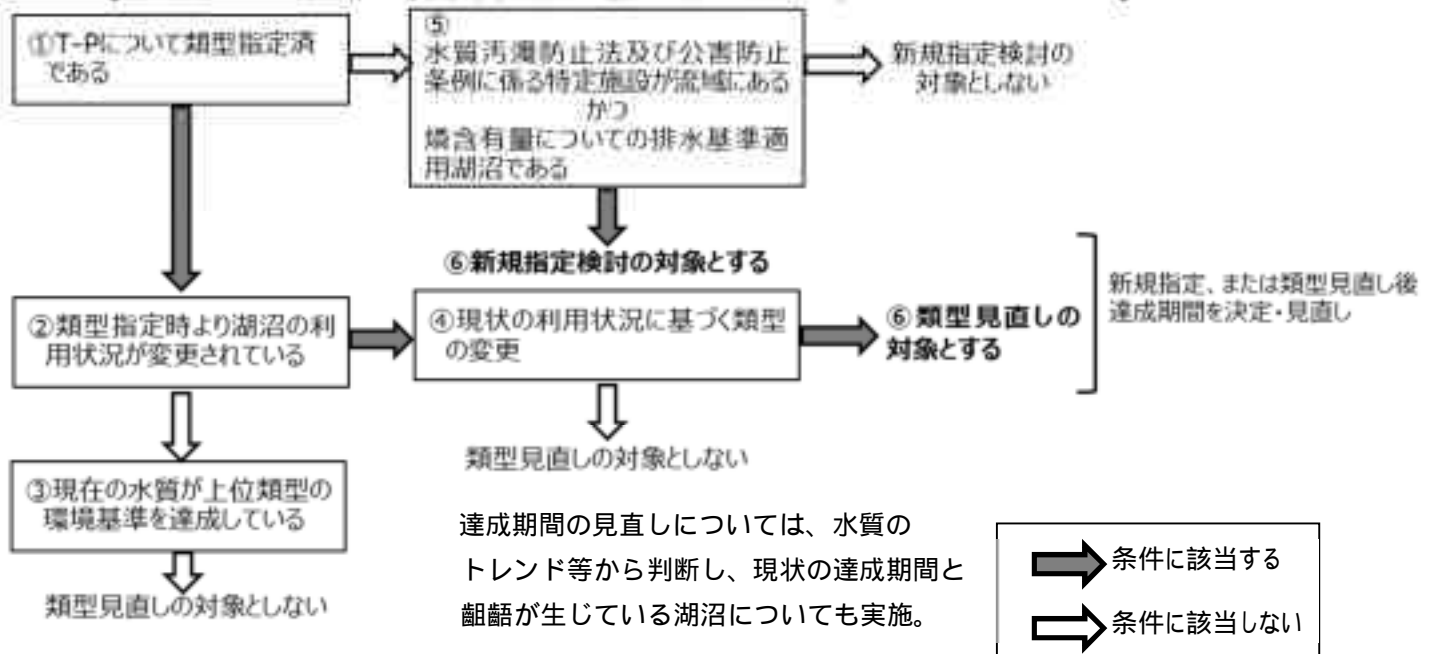 ①T-Pについて類型指定済
である
⑤
水質汚濁防止法及び公害防止
条例に係る特定施設が流域にある
かつ
燐含有量についての排水基準適
用湖沼である
新規指定検討の
対象としない
⑥新規指定検討の対象とする
②類型指定時より湖沼の利
用状況が変更されている
④現状の利用状況に基づく類型
の変更
⑥類型見直しの
対象とする
新規指定、または類型見直し後
達成期間を決定・見直し
類型見直しの対象としない
③現在の水質が上位類型の
環境基準を達成している
類型見直しの対象としない
達成期間の見直しについては、水質の
トレンド等から判断し、現状の達成期間と
齟齬が生じている湖沼についても実施。
条件に該当する
条件に該当しない